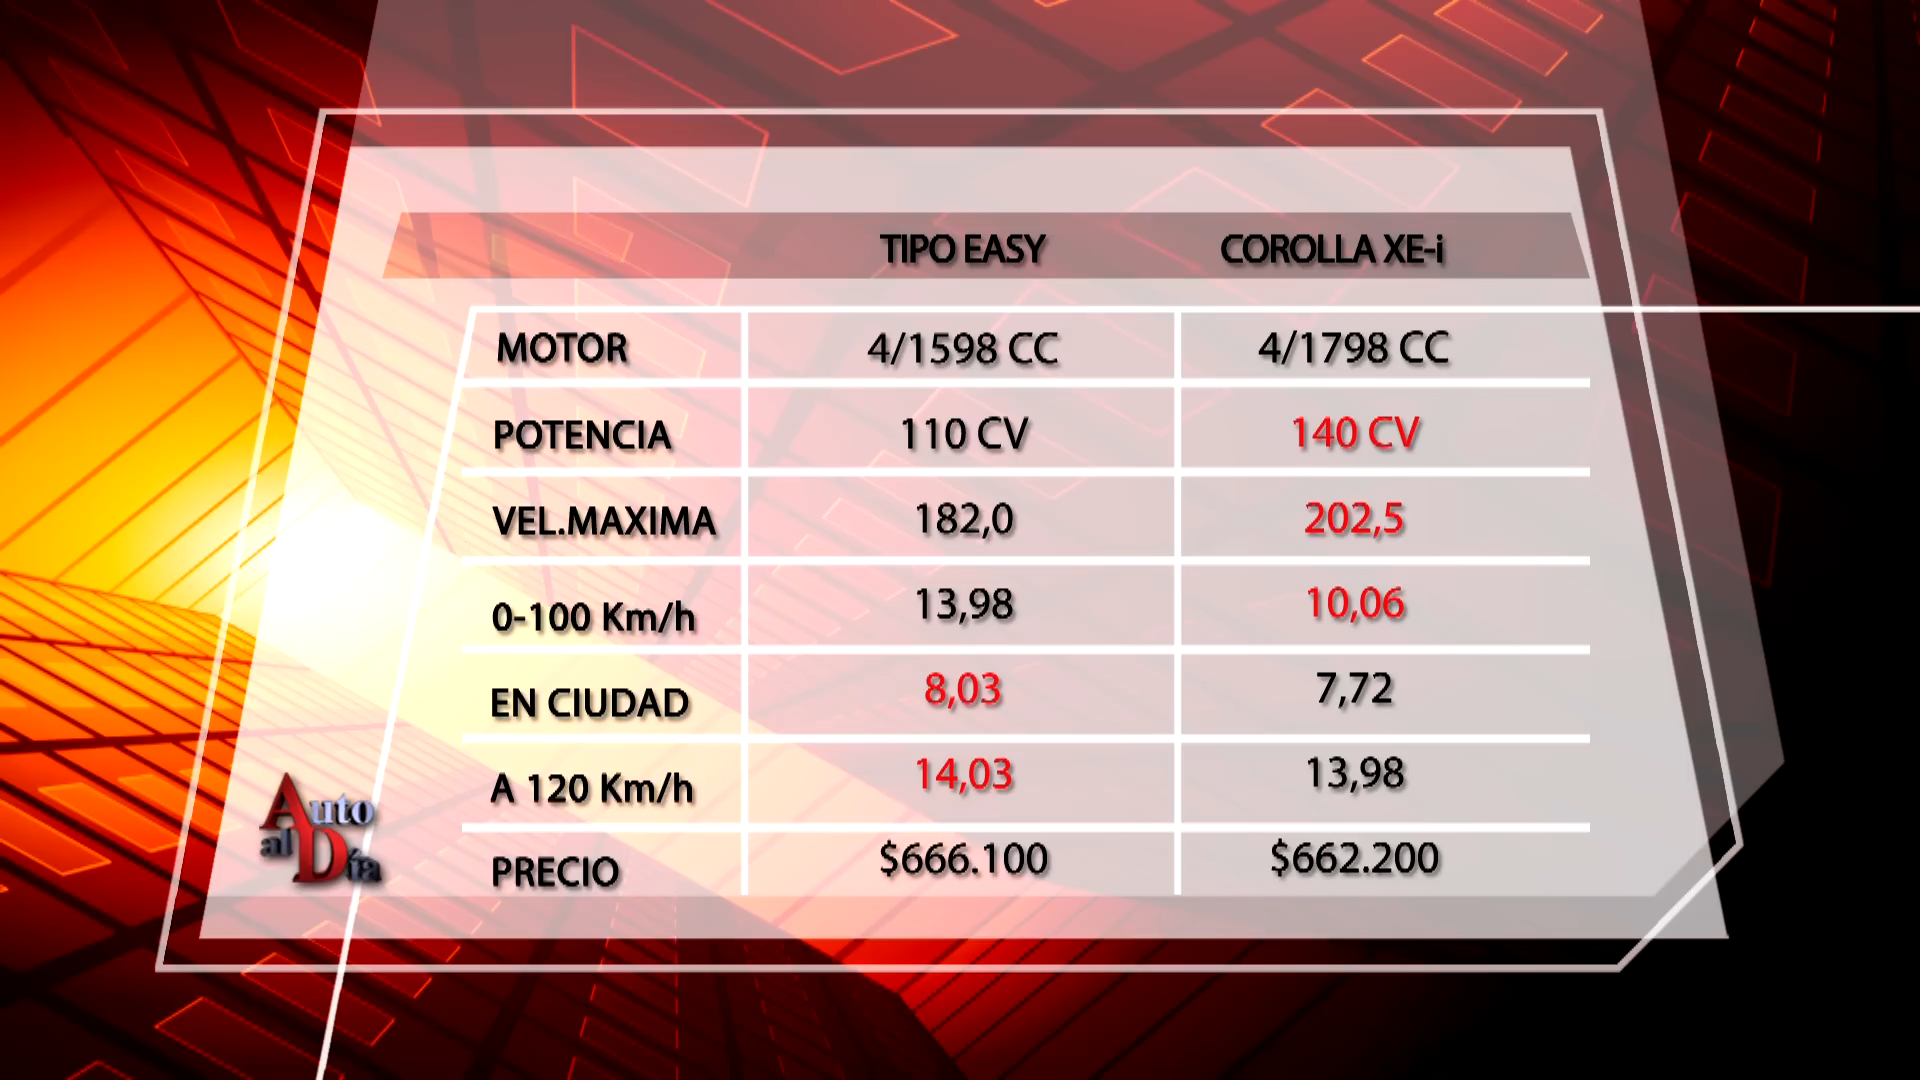 TIPO EASY COROLLA XE-i
MOTOR 4/1598 CC 4/1798 CC
POTENCIA 110 CV 140 CV
VEL.MAXIMA 182,0 202,5
0-100 Km/h 13,98 10,06
EN CIUDAD 8,03 7,72
A 120 Km/h 14,03 13,98
PRECIO $666.100 $662.200
Auto
al Día